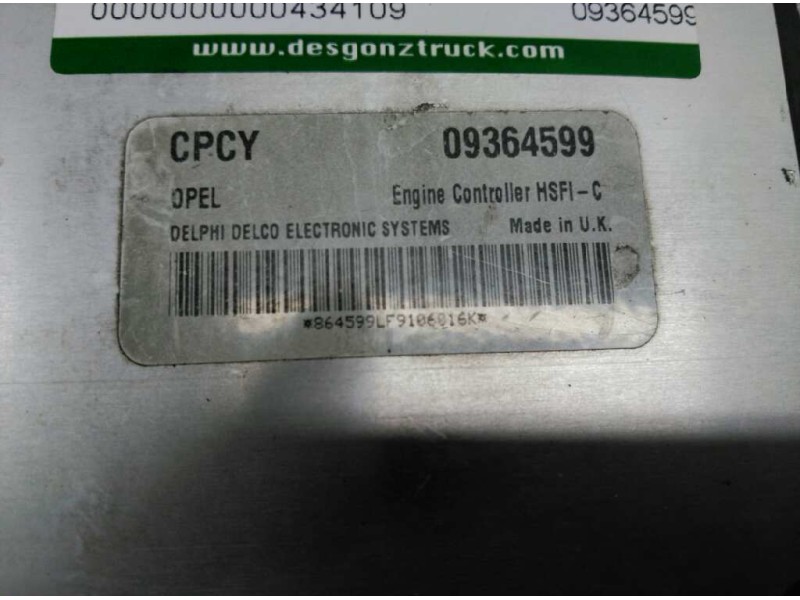 0000000000434109 09364599
www.desgonztruck.com
CPCY 09364599
OPEL Engine Controller HSFI-C
DELPHI DELCO ELECTRONIC SYSTEMS Made in U.K.
*864599LF9106016K*